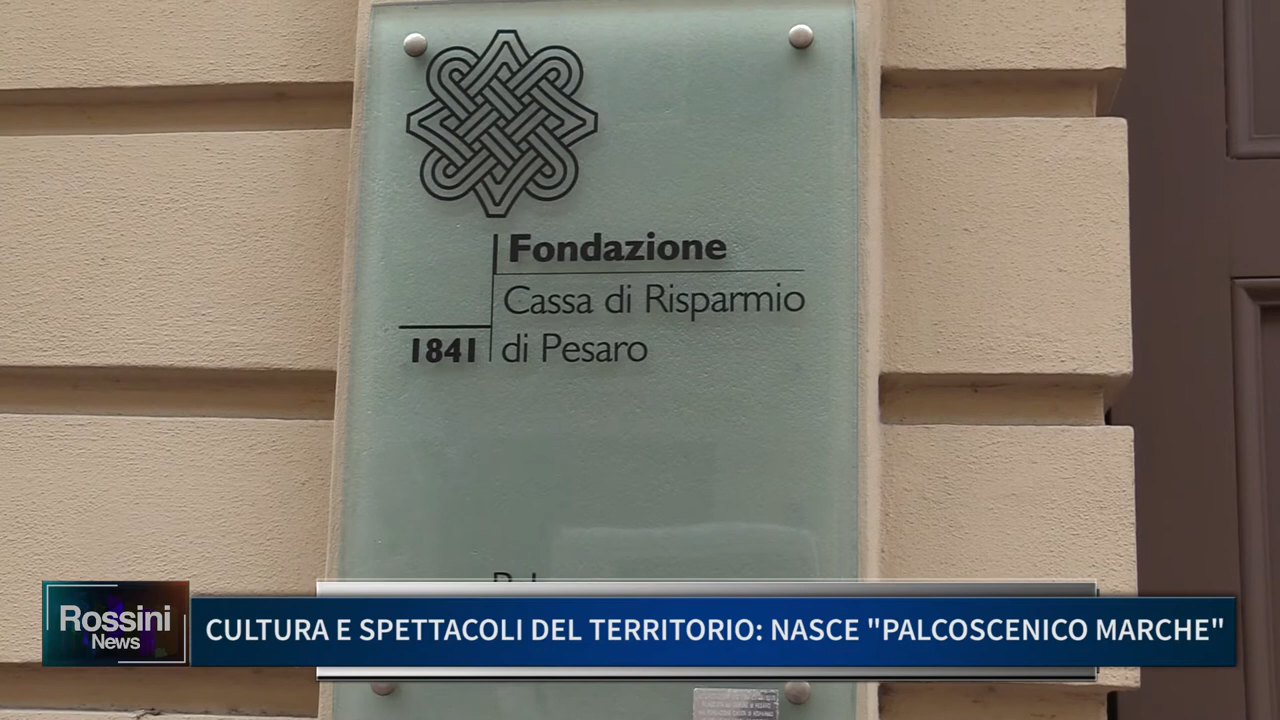 Fondazione
Cassa di Risparmio
1841 di Pesaro
Rossini
News
CULTURA E SPETTACOLI DEL TERRITORIO: NASCE "PALCOSCENICO MARCHE"